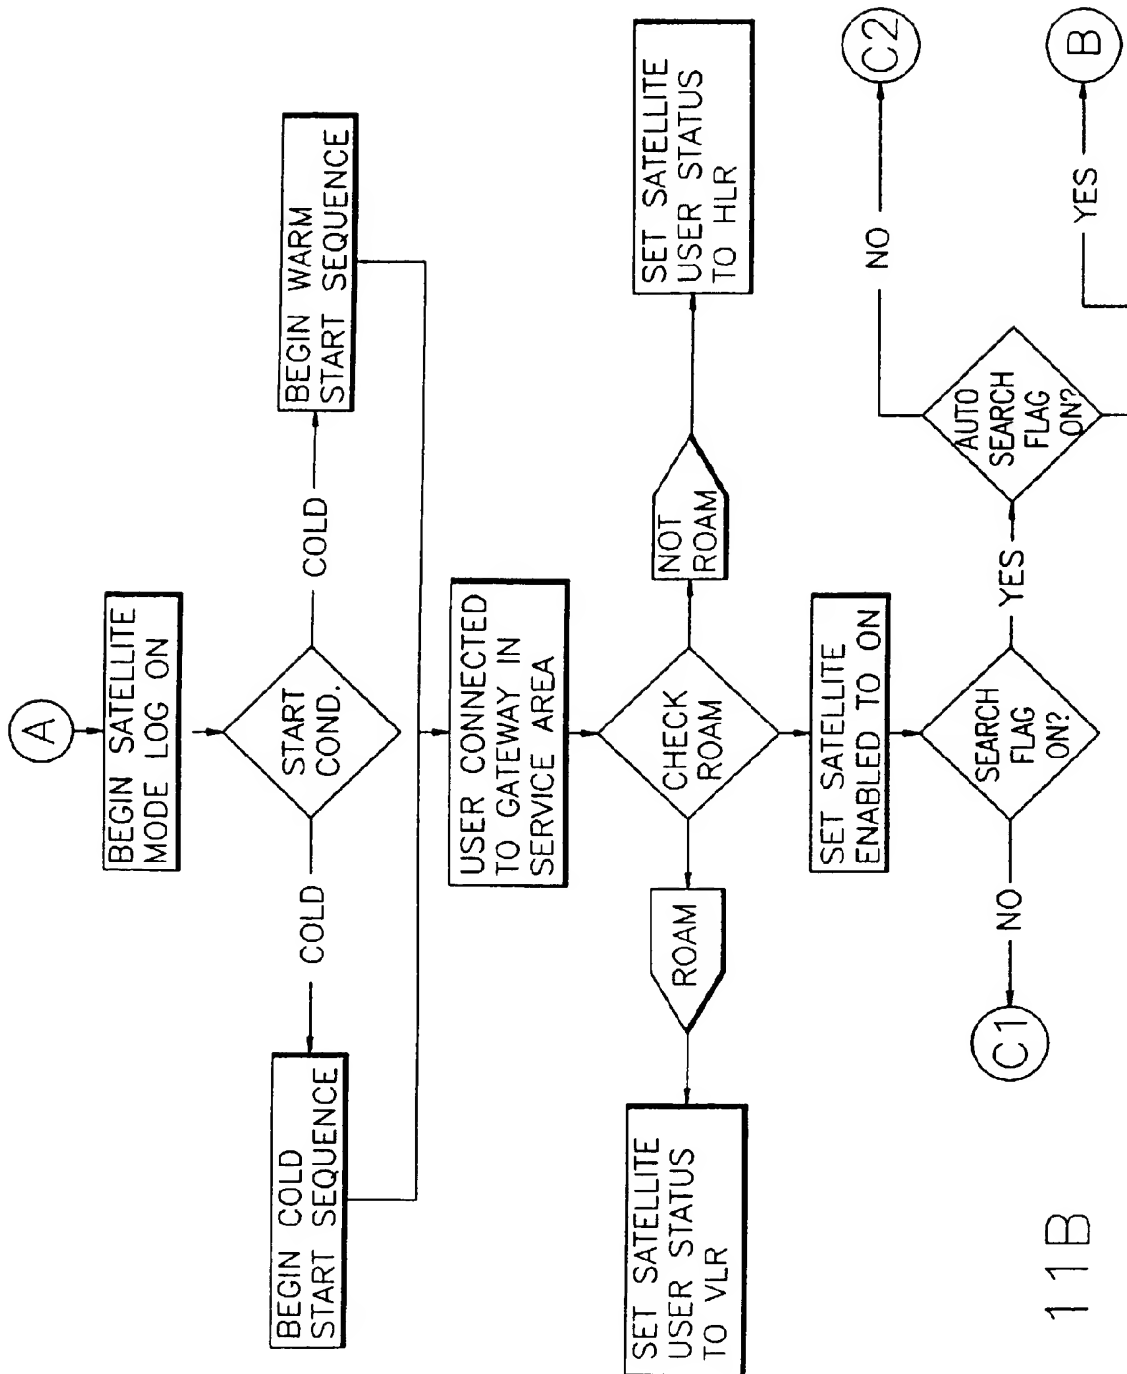 A
BEGIN SATELLITE
MODE LOG ON
START
COND.
COLD
COLD
BEGIN COLD
START SEQUENCE
BEGIN WARM
START SEQUENCE
USER CONNECTED
TO GATEWAY IN
SERVICE AREA
CHECK
ROAM
ROAM
NOT
ROAM
SET SATELLITE
USER STATUS
TO VLR
SET SATELLITE
USER STATUS
TO HLR
SET SATELLITE
ENABLED TO ON
SEARCH
FLAG
ON?
NO
C1
YES
AUTO
SEARCH
FLAG
ON?
NO
C2
YES
B
11B